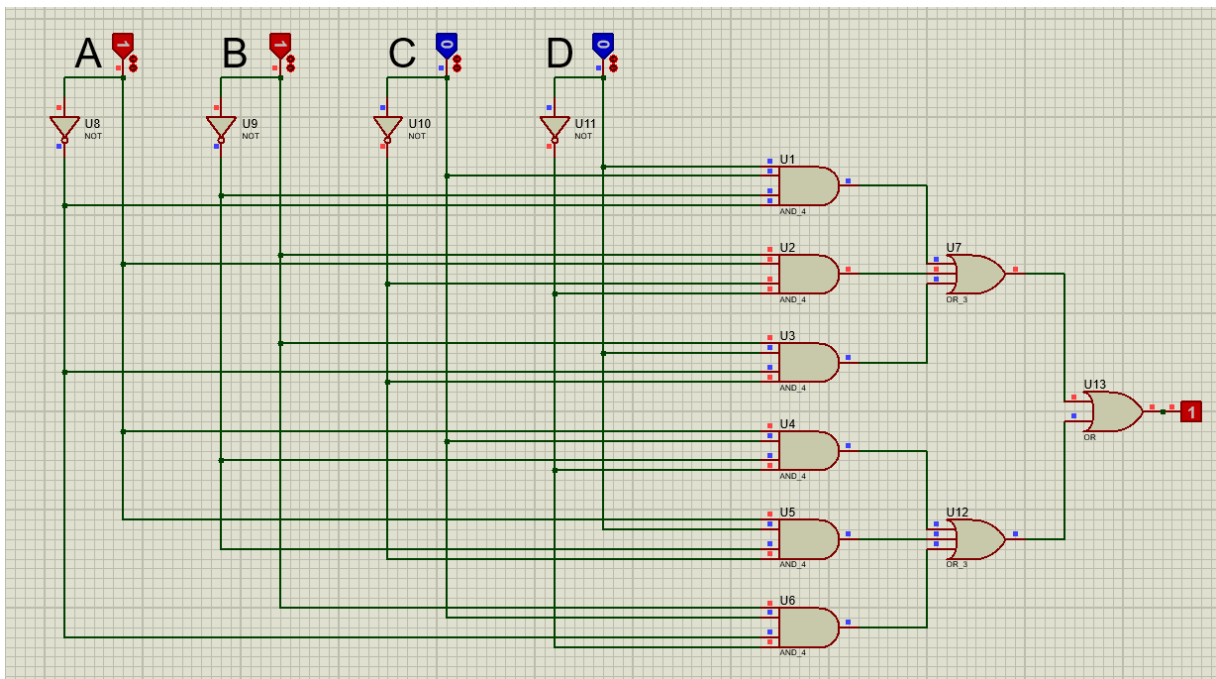 A 1 B 1 C 0 D 0
U8
NOT
U9
NOT
U10
NOT
U11
NOT
U1
AND_4
U2
AND_4
U7
OR_3
U3
AND_4
U13
OR
1
U4
AND_4
U5
AND_4
U12
OR_3
U6
AND_4